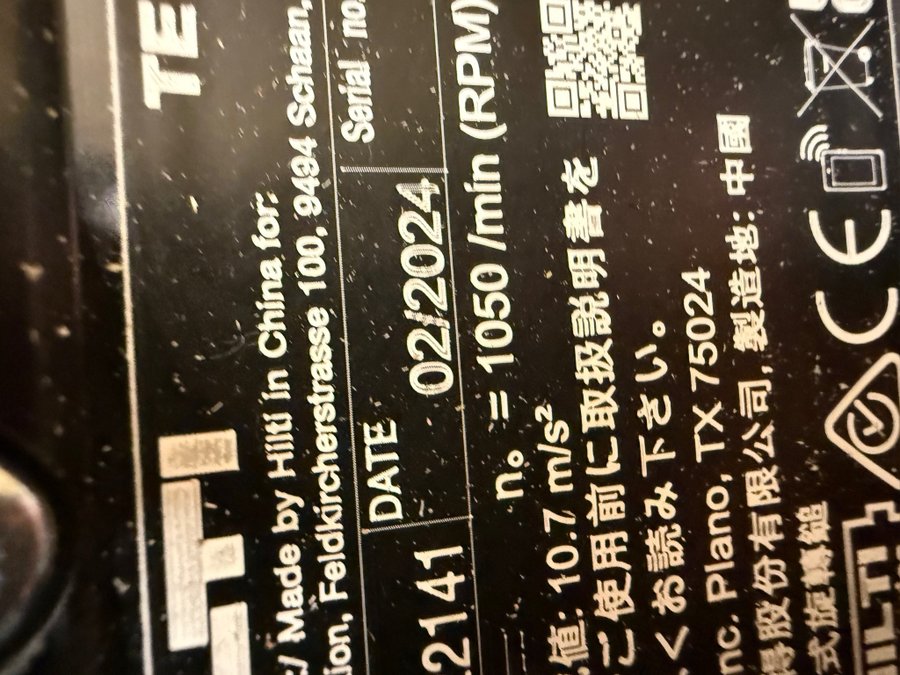 TE
/ Made by Hilti in China for:
ion, Feldkircherstrasse 100, 9494 Schaan,
2141
DATE 02/2024
Serial no.
n₀ = 1050 /min (RPM)
値: 10.7 m/s²
ご使用前に取扱説明書を
くお読み下さい。
nc. Plano, TX 75024
得股份有限公司, 製造地: 中國
式旋轉鎚
CE
HILTI